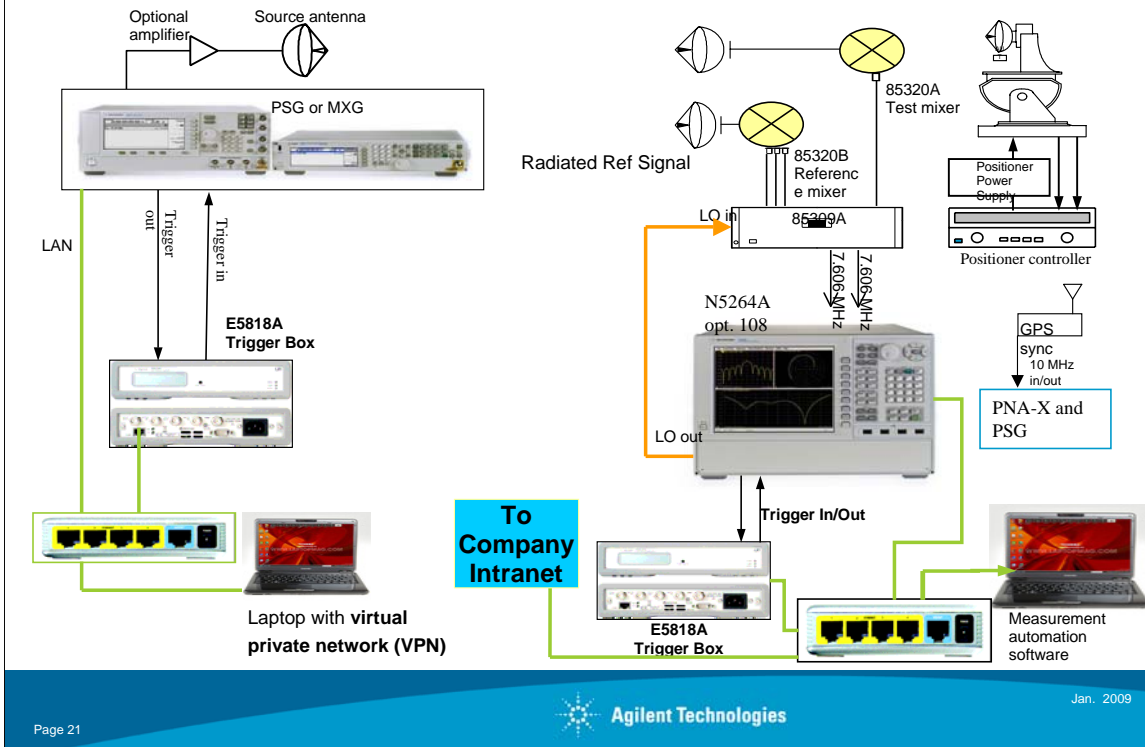 Optional
amplifier
Source antenna
PSG or MXG
LAN
Trigger
out
Trigger in
E5818A
Trigger Box
Laptop with virtual
private network (VPN)
85320A
Test mixer
Radiated Ref Signal
85320B
Referenc
e mixer
LO in
85309A
7.606 MHz
7.606 MHz
N5264A
opt. 108
LO out
Trigger In/Out
To
Company
Intranet
E5818A
Trigger Box
Positioner
Power
Supply
Positioner controller
GPS
sync
10 MHz
in/out
PNA-X and
PSG
Measurement
automation
software
Page 21
Agilent Technologies
Jan. 2009